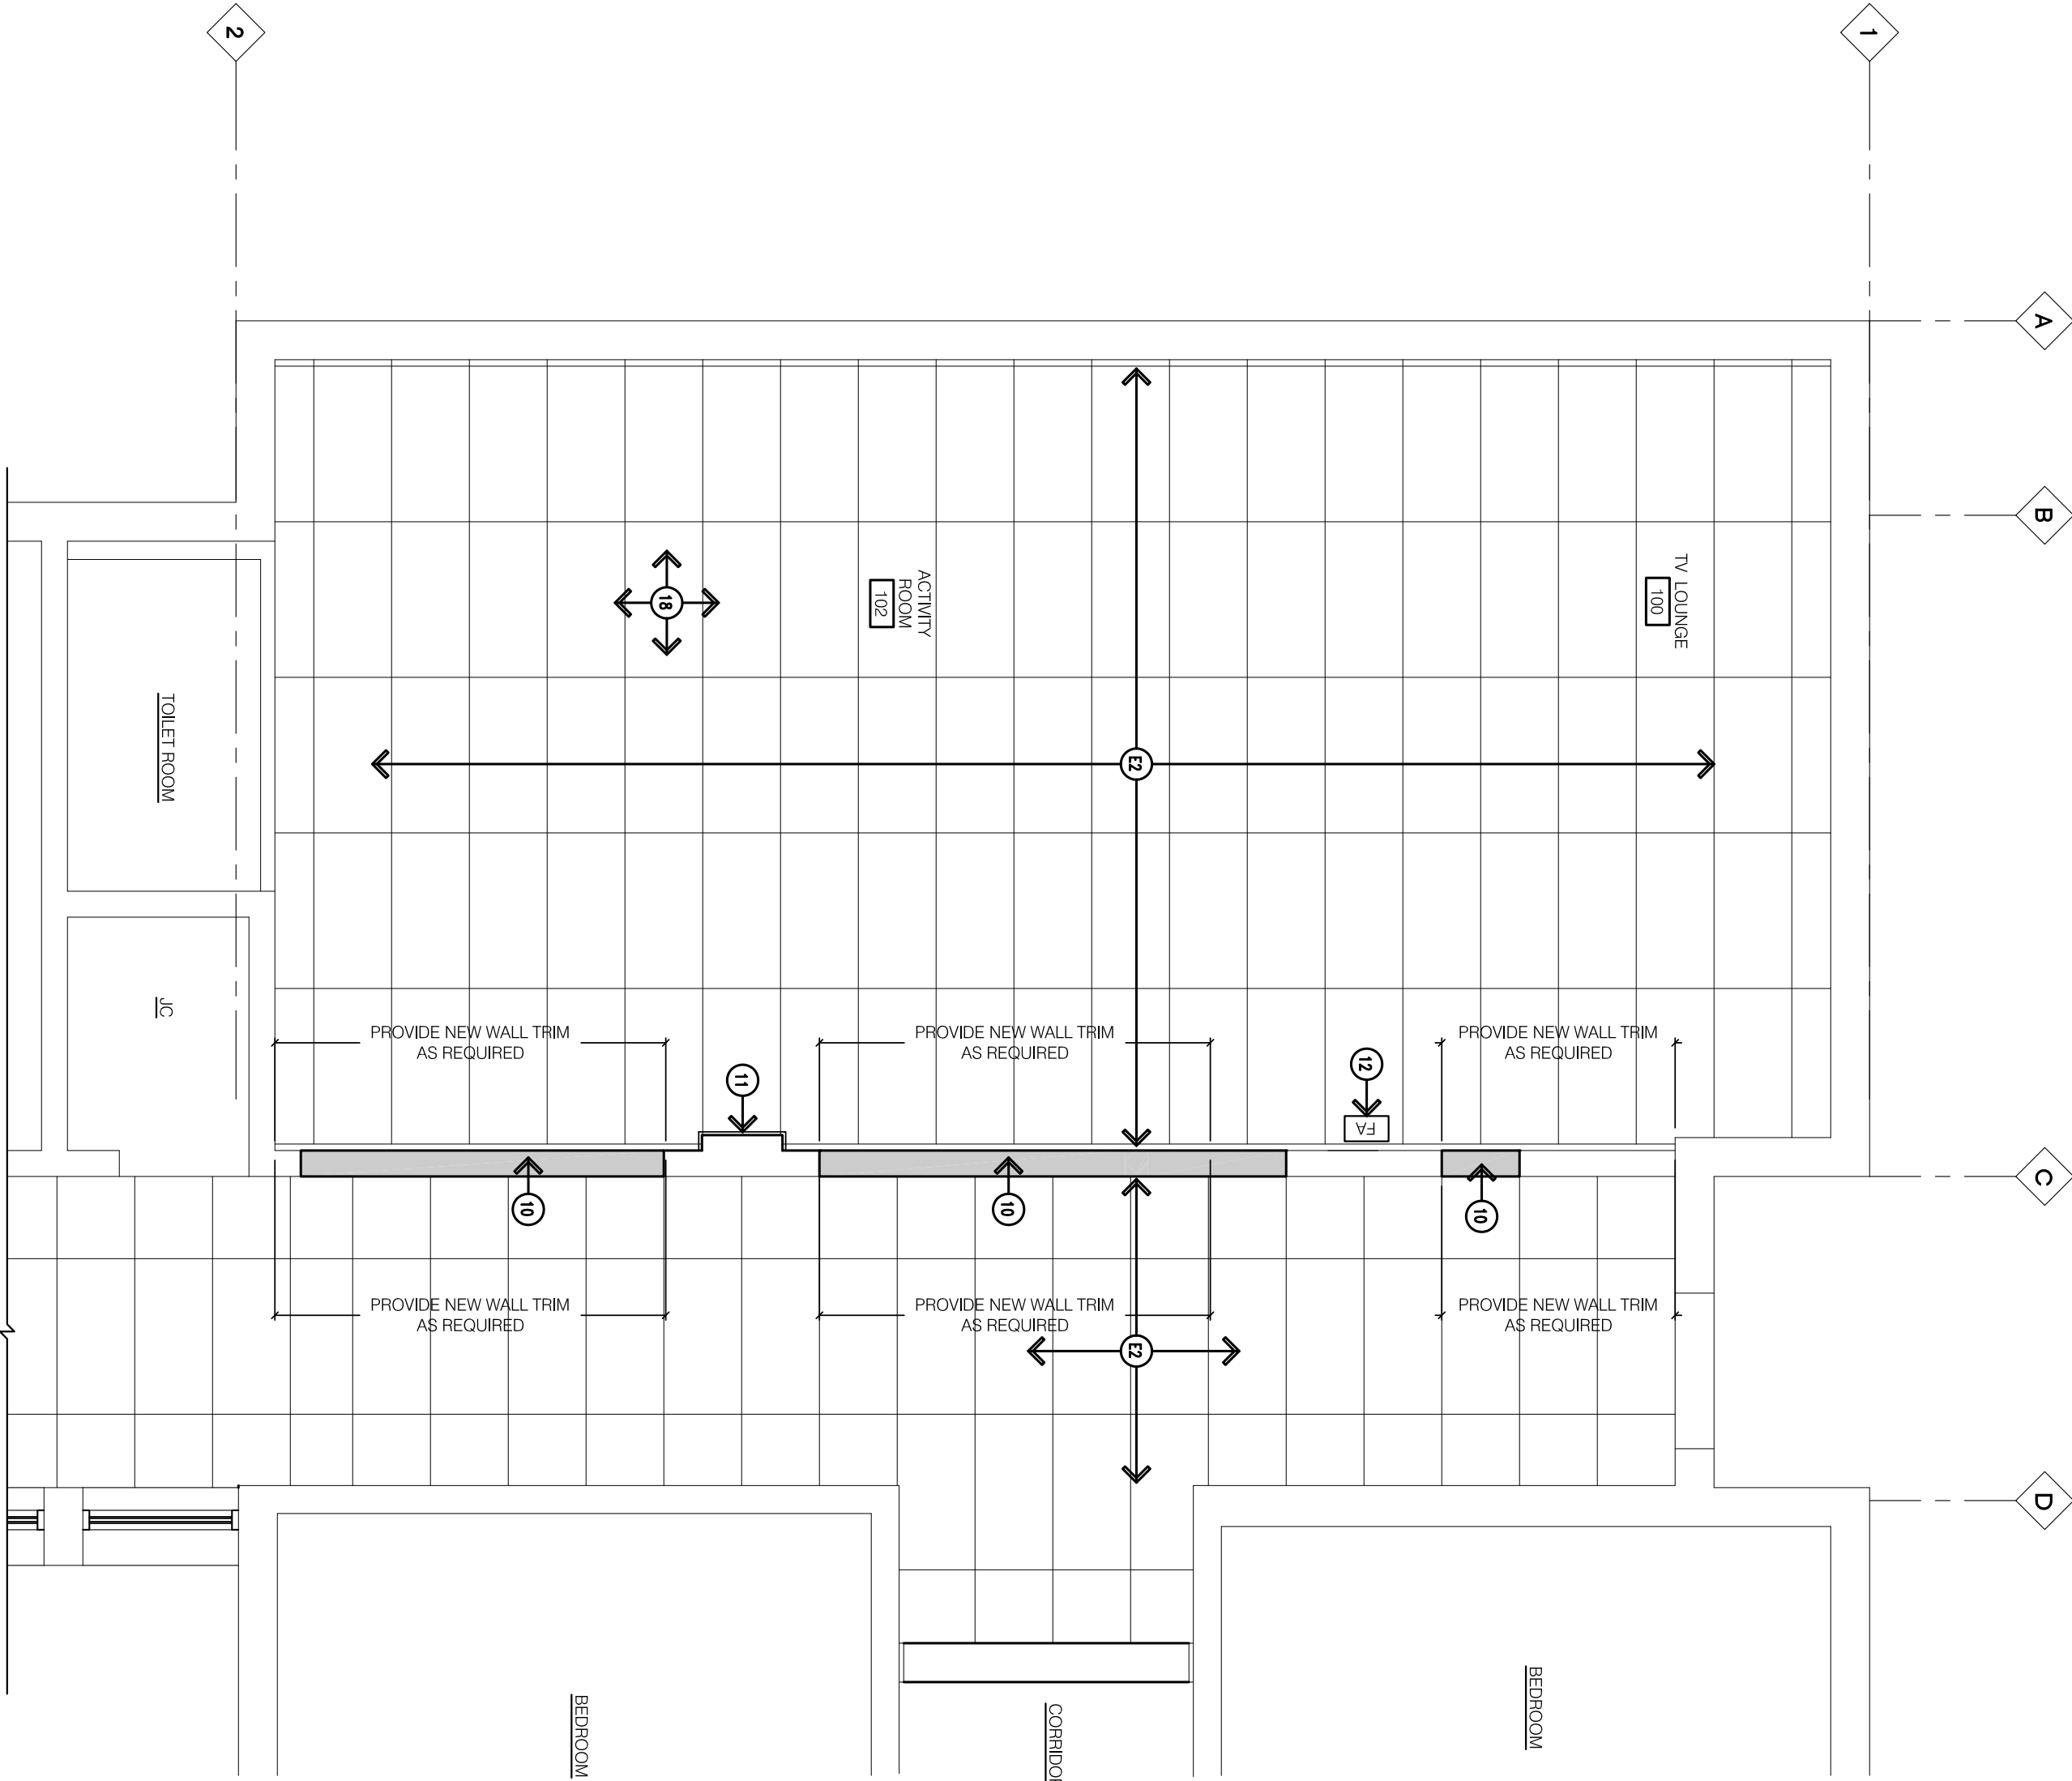 2
1
A
B
C
D
TV LOUNGE
100
ACTIVITY
ROOM
102
18
E2
TOILET ROOM
JC
PROVIDE NEW WALL TRIM
AS REQUIRED
PROVIDE NEW WALL TRIM
AS REQUIRED
PROVIDE NEW WALL TRIM
AS REQUIRED
11
12
FA
10
10
10
PROVIDE NEW WALL TRIM
AS REQUIRED
PROVIDE NEW WALL TRIM
AS REQUIRED
PROVIDE NEW WALL TRIM
AS REQUIRED
E2
BEDROOM
CORRIDOR
BEDROOM